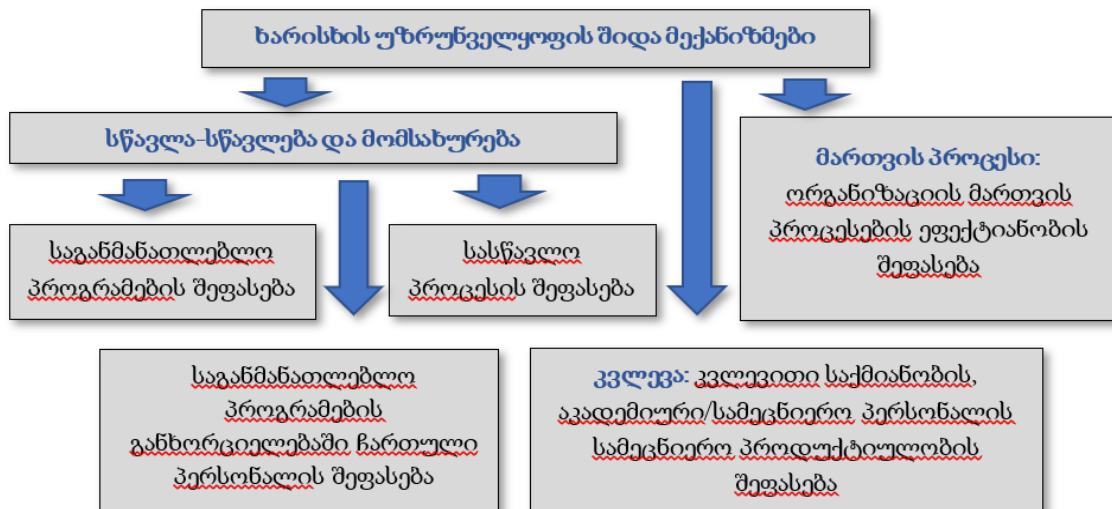 ხარისხის უზრუნველყოფის შიდა მექანიზმები
სწავლა-სწავლება და მომსახურება
მართვის პროცესი:
ორგანიზაციის მართვის
პროცესების ეფექტიანობის
შეფასება
საგანმანათლებლო
პროგრამების შეფასება
სასწავლო
პროცესის შეფასება
საგანმანათლებლო
პროგრამების
განხორციელებაში ჩართული
პერსონალის შეფასება
კვლევა: კვლევითი საქმიანობის,
აკადემიური/სამეცნიერო პერსონალის
სამეცნიერო პროდუქტიულობის
შეფასება